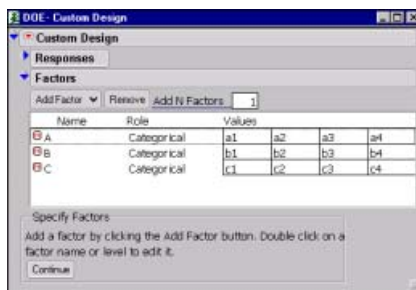 DOE- Custom Design
Custom Design
Responses
Factors
Add Factor Remove Add N Factors 1
Name Role Values
A Categorical a1 a2 a3 a4
B Categorical b1 b2 b3 b4
C Categorical c1 c2 c3 c4
Specify Factors
Add a factor by clicking the Add Factor button. Double click on a
factor name or level to edit it.
Continue